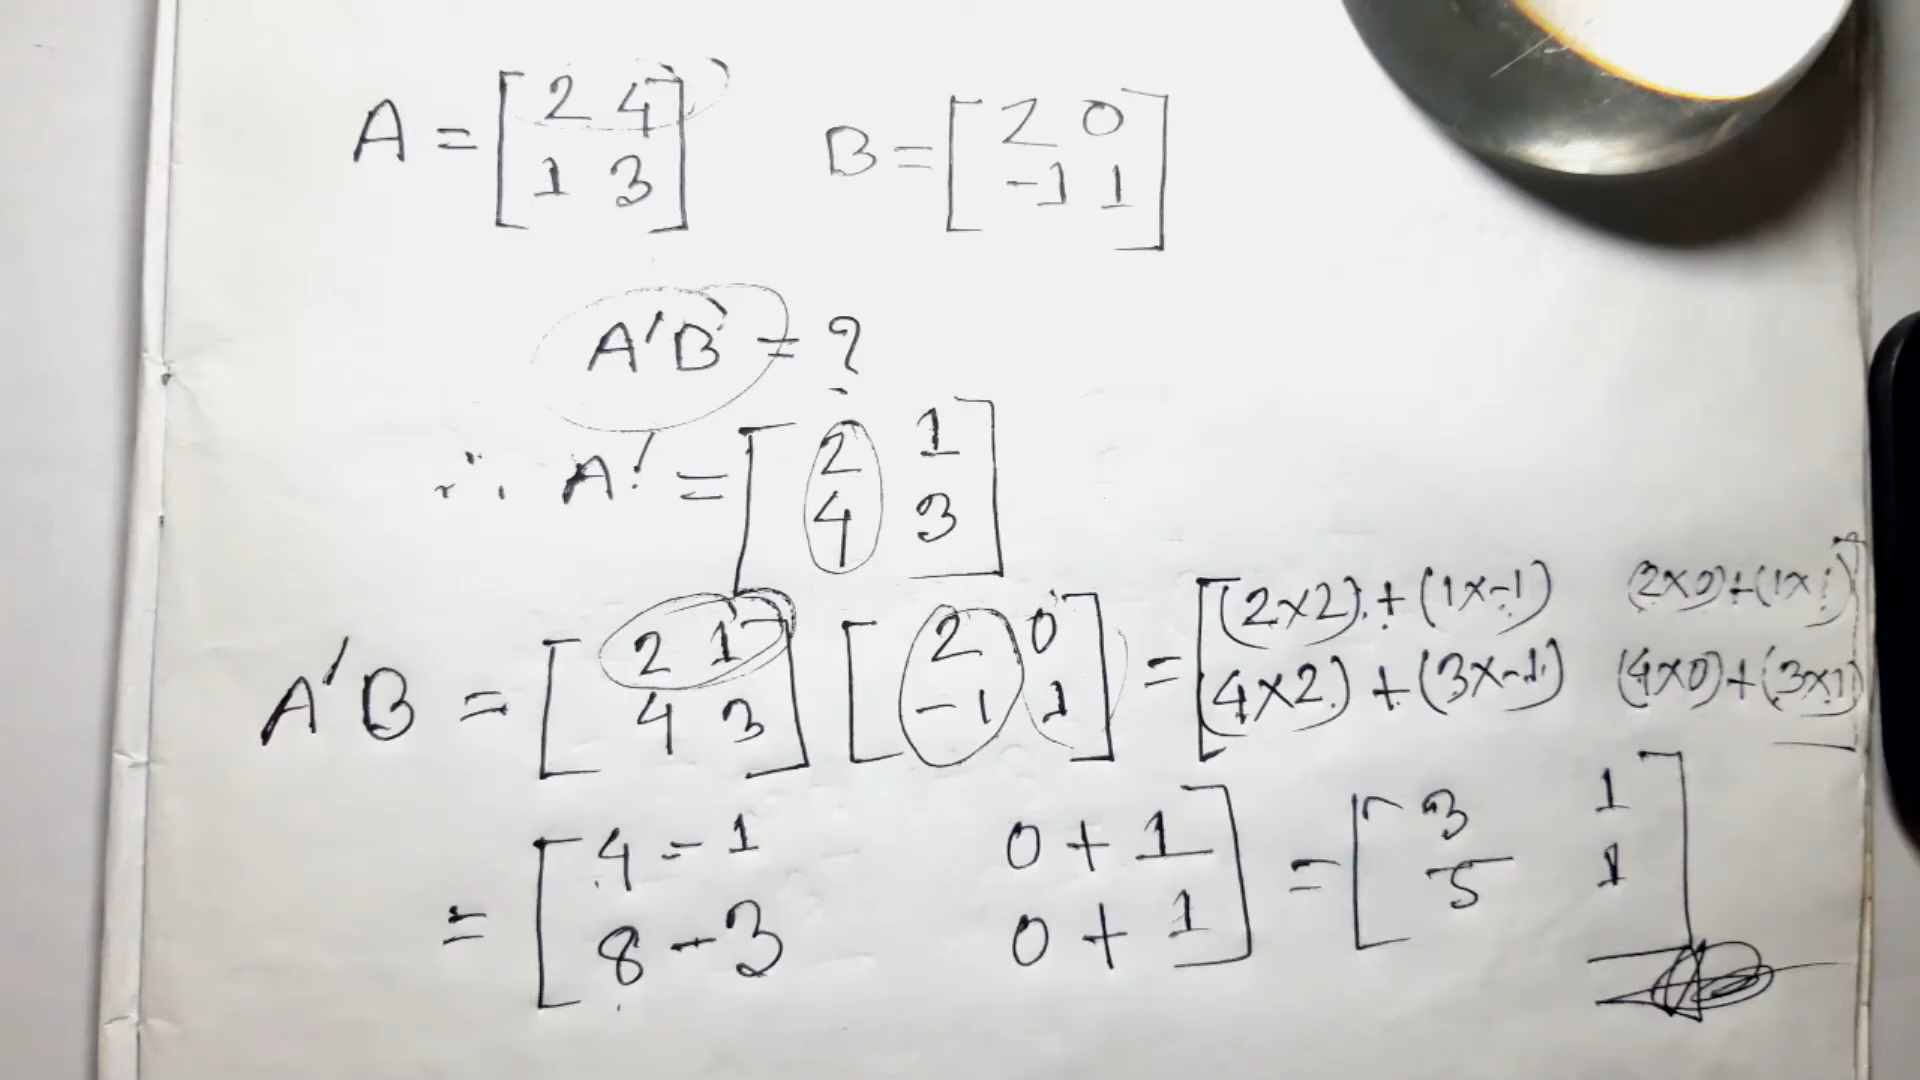 A = [2 4 1 3] B = [2 0 -1 1]
A'B = ?
∴ A' = [2 1 4 3]
A'B = [2 1 4 3] [2 0 -1 1] = [(2×2) + (1×-1) (2×0)+(1×1) (4×2) + (3×-1) (4×0)+(3×1)]
= [4 - 1 0 + 1 8 - 3 0 + 1] = [3 1 5 1]